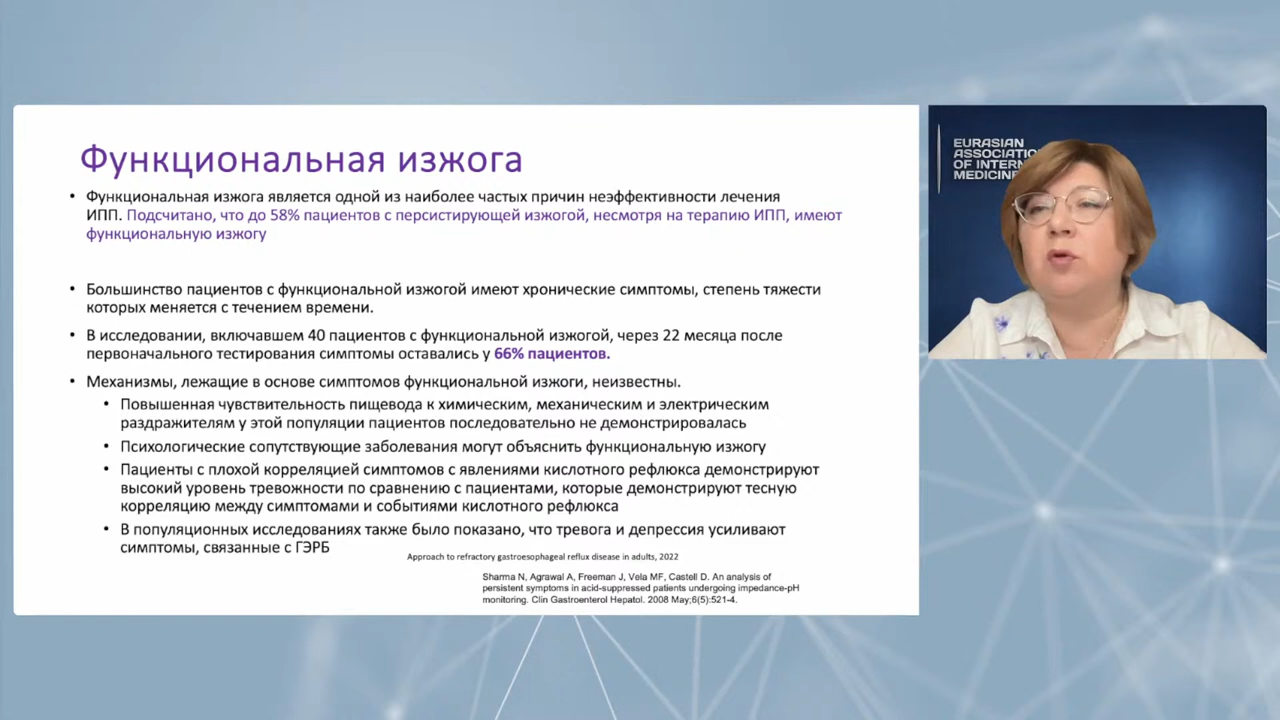 Функциональная изжога
• Функциональная изжога является одной из наиболее частых причин неэффективности лечения
ИПП. Подсчитано, что до 58% пациентов с персистирующей изжогой, несмотря на терапию ИПП, имеют
функциональную изжогу
• Большинство пациентов с функциональной изжогой имеют хронические симптомы, степень тяжести
которых меняется с течением времени.
• В исследовании, включавшем 40 пациентов с функциональной изжогой, через 22 месяца после
первоначального тестирования симптомы оставались у 66% пациентов.
• Механизмы, лежащие в основе симптомов функциональной изжоги, неизвестны.
• Повышенная чувствительность пищевода к химическим, механическим и электрическим
раздражителям у этой популяции пациентов последовательно не демонстрировалась
• Психологические сопутствующие заболевания могут объяснить функциональную изжогу
• Пациенты с плохой корреляцией симптомов с явлениями кислотного рефлюкса демонстрируют
высокий уровень тревожности по сравнению с пациентами, которые демонстрируют тесную
корреляцию между симптомами и событиями кислотного рефлюкса
• В популяционных исследованиях также было показано, что тревога и депрессия усиливают
симптомы, связанные с ГЭРБ
Approach to refractory gastroesophageal reflux disease in adults, 2022
Sharma N, Agrawal A, Freeman J, Vela MF, Castell D. An analysis of
persistent symptoms in acid-suppressed patients undergoing impedance-pH
monitoring. Clin Gastroenterol Hepatol. 2008 May;6(5):521-4.
EURASIAN
ASSOCIATIO
OF INTERN
MEDICINE